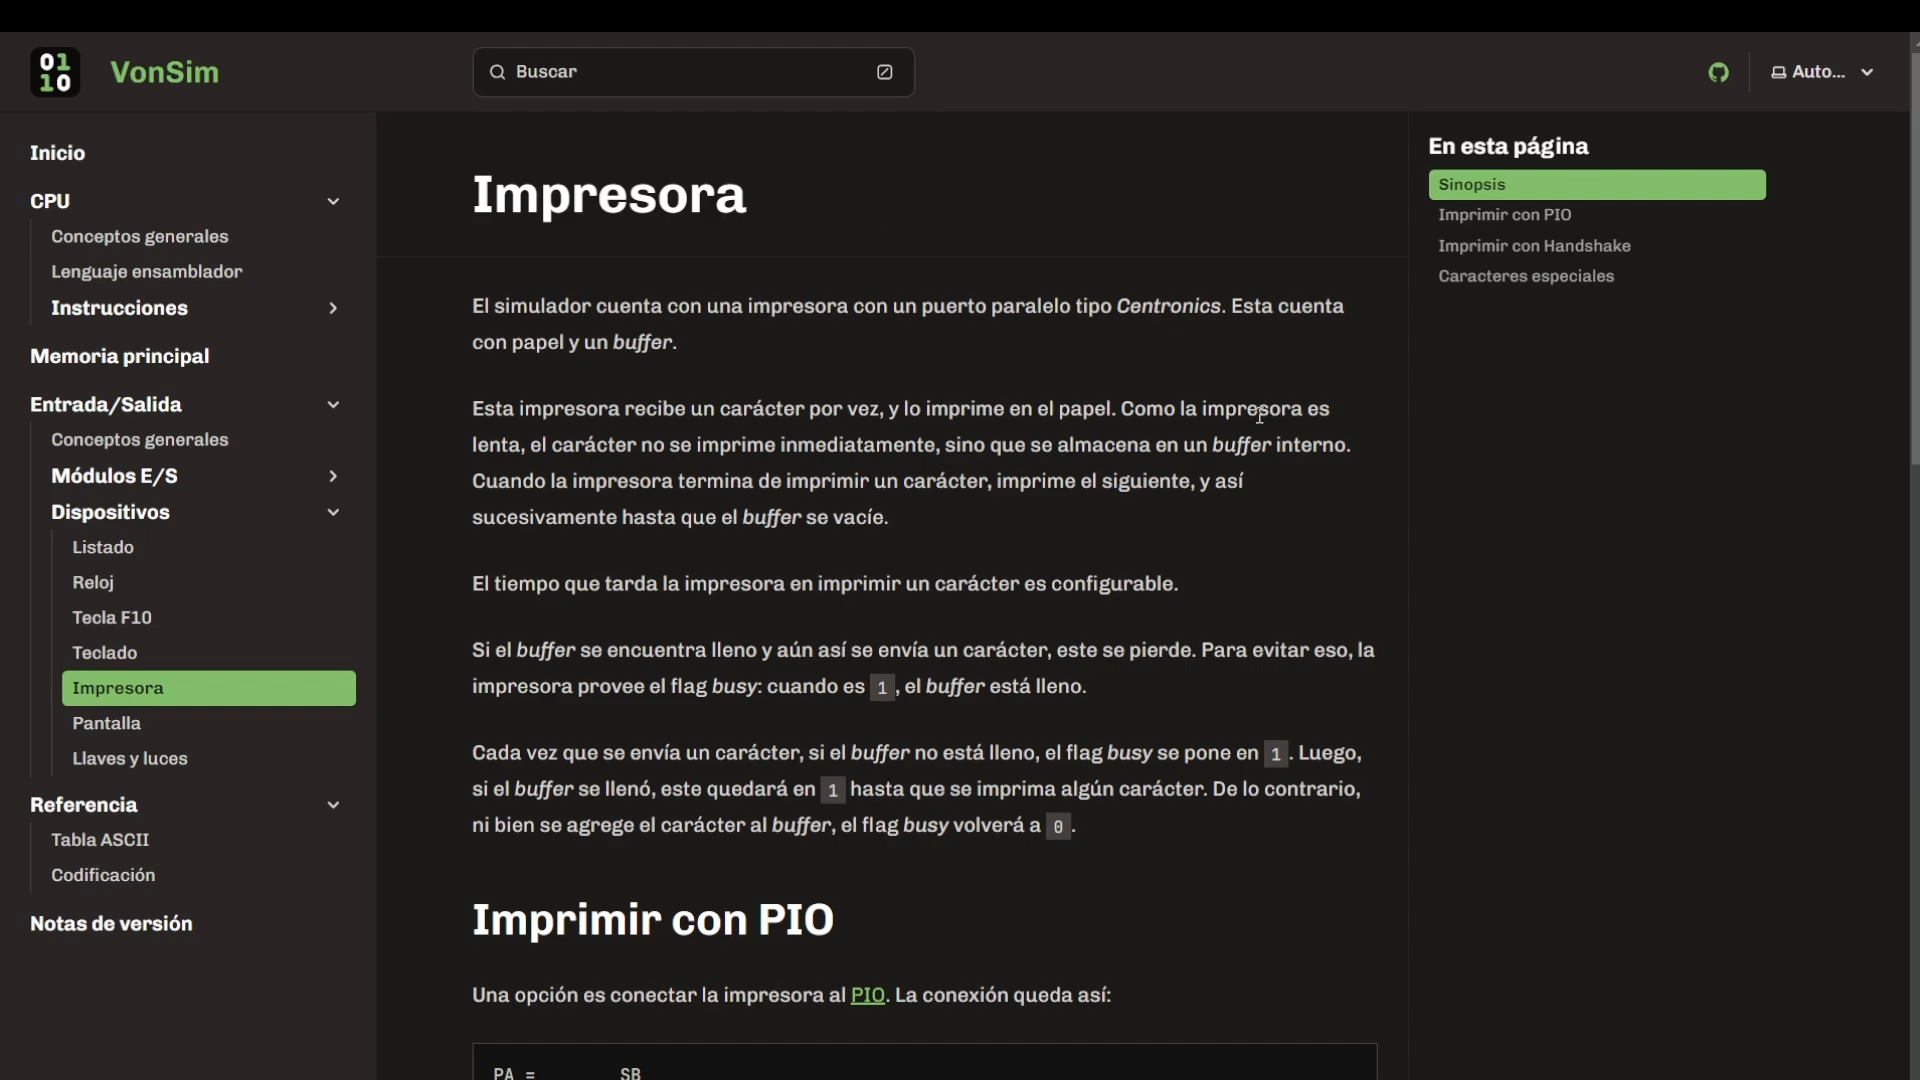 01
10
VonSim
Buscar
Auto...
Inicio
CPU
Conceptos generales
Lenguaje ensamblador
Instrucciones
Memoria principal
Entrada/Salida
Conceptos generales
Módulos E/S
Dispositivos
Listado
Reloj
Tecla F10
Teclado
Impresora
Pantalla
Llaves y luces
Referencia
Tabla ASCII
Codificación
Notas de versión
Impresora
El simulador cuenta con una impresora con un puerto paralelo tipo Centronics. Esta cuenta
con papel y un buffer.
Esta impresora recibe un carácter por vez, y lo imprime en el papel. Como la impresora es
lenta, el carácter no se imprime inmediatamente, sino que se almacena en un buffer interno.
Cuando la impresora termina de imprimir un carácter, imprime el siguiente, y así
sucesivamente hasta que el buffer se vacíe.
El tiempo que tarda la impresora en imprimir un carácter es configurable.
Si el buffer se encuentra lleno y aún así se envía un carácter, este se pierde. Para evitar eso, la
impresora provee el flag busy: cuando es 1, el buffer está lleno.
Cada vez que se envía un carácter, si el buffer no está lleno, el flag busy se pone en 1. Luego,
si el buffer se llenó, este quedará en 1 hasta que se imprima algún carácter. De lo contrario,
ni bien se agrege el carácter al buffer, el flag busy volverá a 0.
Imprimir con PIO
Una opción es conectar la impresora al PIO. La conexión queda así:
PA = SB
En esta página
Sinopsis
Imprimir con PIO
Imprimir con Handshake
Caracteres especiales